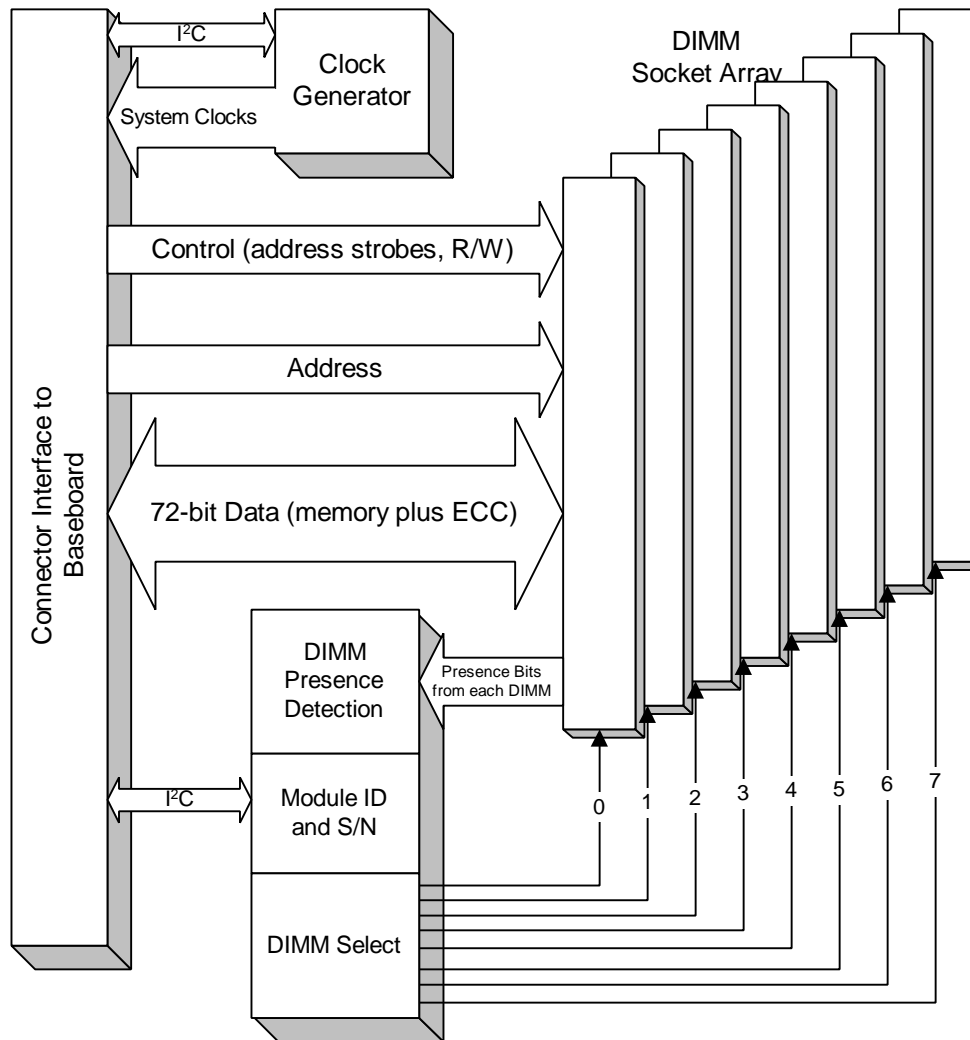 I²C
Clock
Generator
System Clocks
DIMM
Socket Array
Control (address strobes, R/W)
Address
72-bit Data (memory plus ECC)
Connector Interface to
Baseboard
DIMM
Presence
Detection
Presence Bits
from each DIMM
I²C
Module ID
and S/N
DIMM Select
0
1
2
3
4
5
6
7